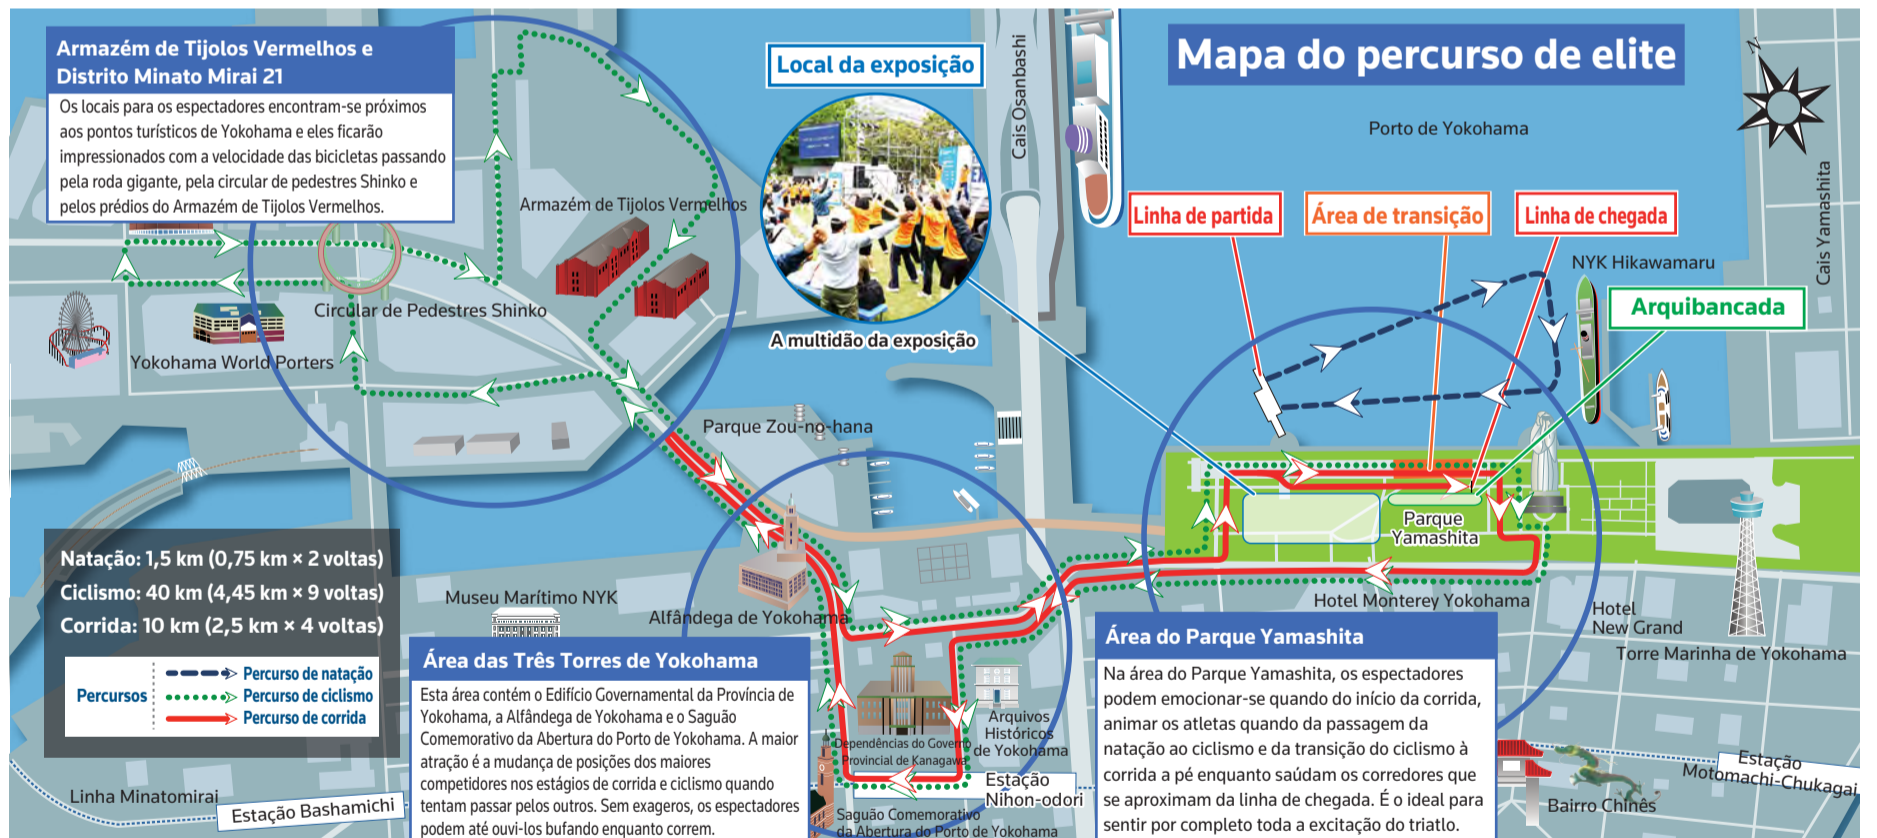 Mapa do percurso de elite
Armazém de Tijolos Vermelhos e
Distrito Minato Mirai 21
Os locais para os espectadores encontram-se próximos
aos pontos turísticos de Yokohama e eles ficarão
impressionados com a velocidade das bicicletas passando
pela roda gigante, pela circular de pedestres Shinko e
pelos prédios do Armazém de Tijolos Vermelhos.
Local da exposição
A multidão da exposição
Cais Osanbashi
Porto de Yokohama
N
Cais Yamashita
Linha de partida
Área de transição
Linha de chegada
NYK Hikawamaru
Arquibancada
Armazém de Tijolos Vermelhos
Circular de Pedestres Shinko
Yokohama World Porters
Parque Zou-no-hana
Parque
Yamashita
Natação: 1,5 km (0,75 km × 2 voltas)
Ciclismo: 40 km (4,45 km × 9 voltas)
Corrida: 10 km (2,5 km × 4 voltas)
Percursos
Percurso de natação
Percurso de ciclismo
Percurso de corrida
Museu Marítimo NYK
Alfândega de Yokohama
Hotel Monterey Yokohama
Hotel
New Grand
Torre Marinha de Yokohama
Área das Três Torres de Yokohama
Esta área contém o Edifício Governamental da Província de
Yokohama, a Alfândega de Yokohama e o Saguão
Comemorativo da Abertura do Porto de Yokohama. A maior
atração é a mudança de posições dos maiores
competidores nos estágios de corrida e ciclismo quando
tentam passar pelos outros. Sem exageros, os espectadores
podem até ouvi-los bufando enquanto correm.
Dependências do Governo
Provincial de Kanagawa
Arquivos
Históricos
de Yokohama
Estação
Nihon-odori
Saguão Comemorativo
da Abertura do Porto de Yokohama
Área do Parque Yamashita
Na área do Parque Yamashita, os espectadores
podem emocionar-se quando do início da corrida,
animar os atletas quando da passagem da
natação ao ciclismo e da transição do ciclismo à
corrida a pé enquanto saúdam os corredores que
se aproximam da linha de chegada. É o ideal para
sentir por completo toda a excitação do triatlo.
Linha Minatomirai
Estação Bashamichi
Estação
Motomachi-Chukagai
Bairro Chinês